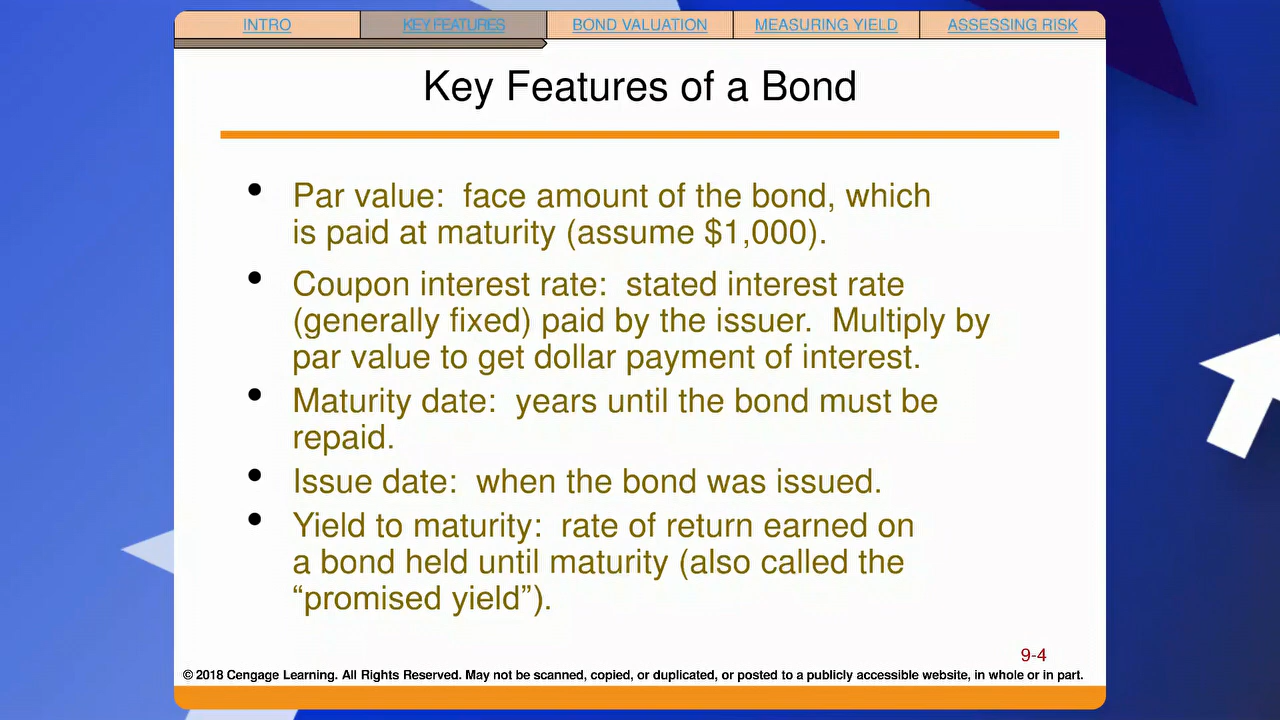 INTRO KEY FEATURES BOND VALUATION MEASURING YIELD ASSESSING RISK
Key Features of a Bond
• Par value: face amount of the bond, which
is paid at maturity (assume $1,000).
• Coupon interest rate: stated interest rate
(generally fixed) paid by the issuer. Multiply by
par value to get dollar payment of interest.
• Maturity date: years until the bond must be
repaid.
• Issue date: when the bond was issued.
• Yield to maturity: rate of return earned on
a bond held until maturity (also called the
“promised yield”).
9-4
© 2018 Cengage Learning. All Rights Reserved. May not be scanned, copied, or duplicated, or posted to a publicly accessible website, in whole or in part.